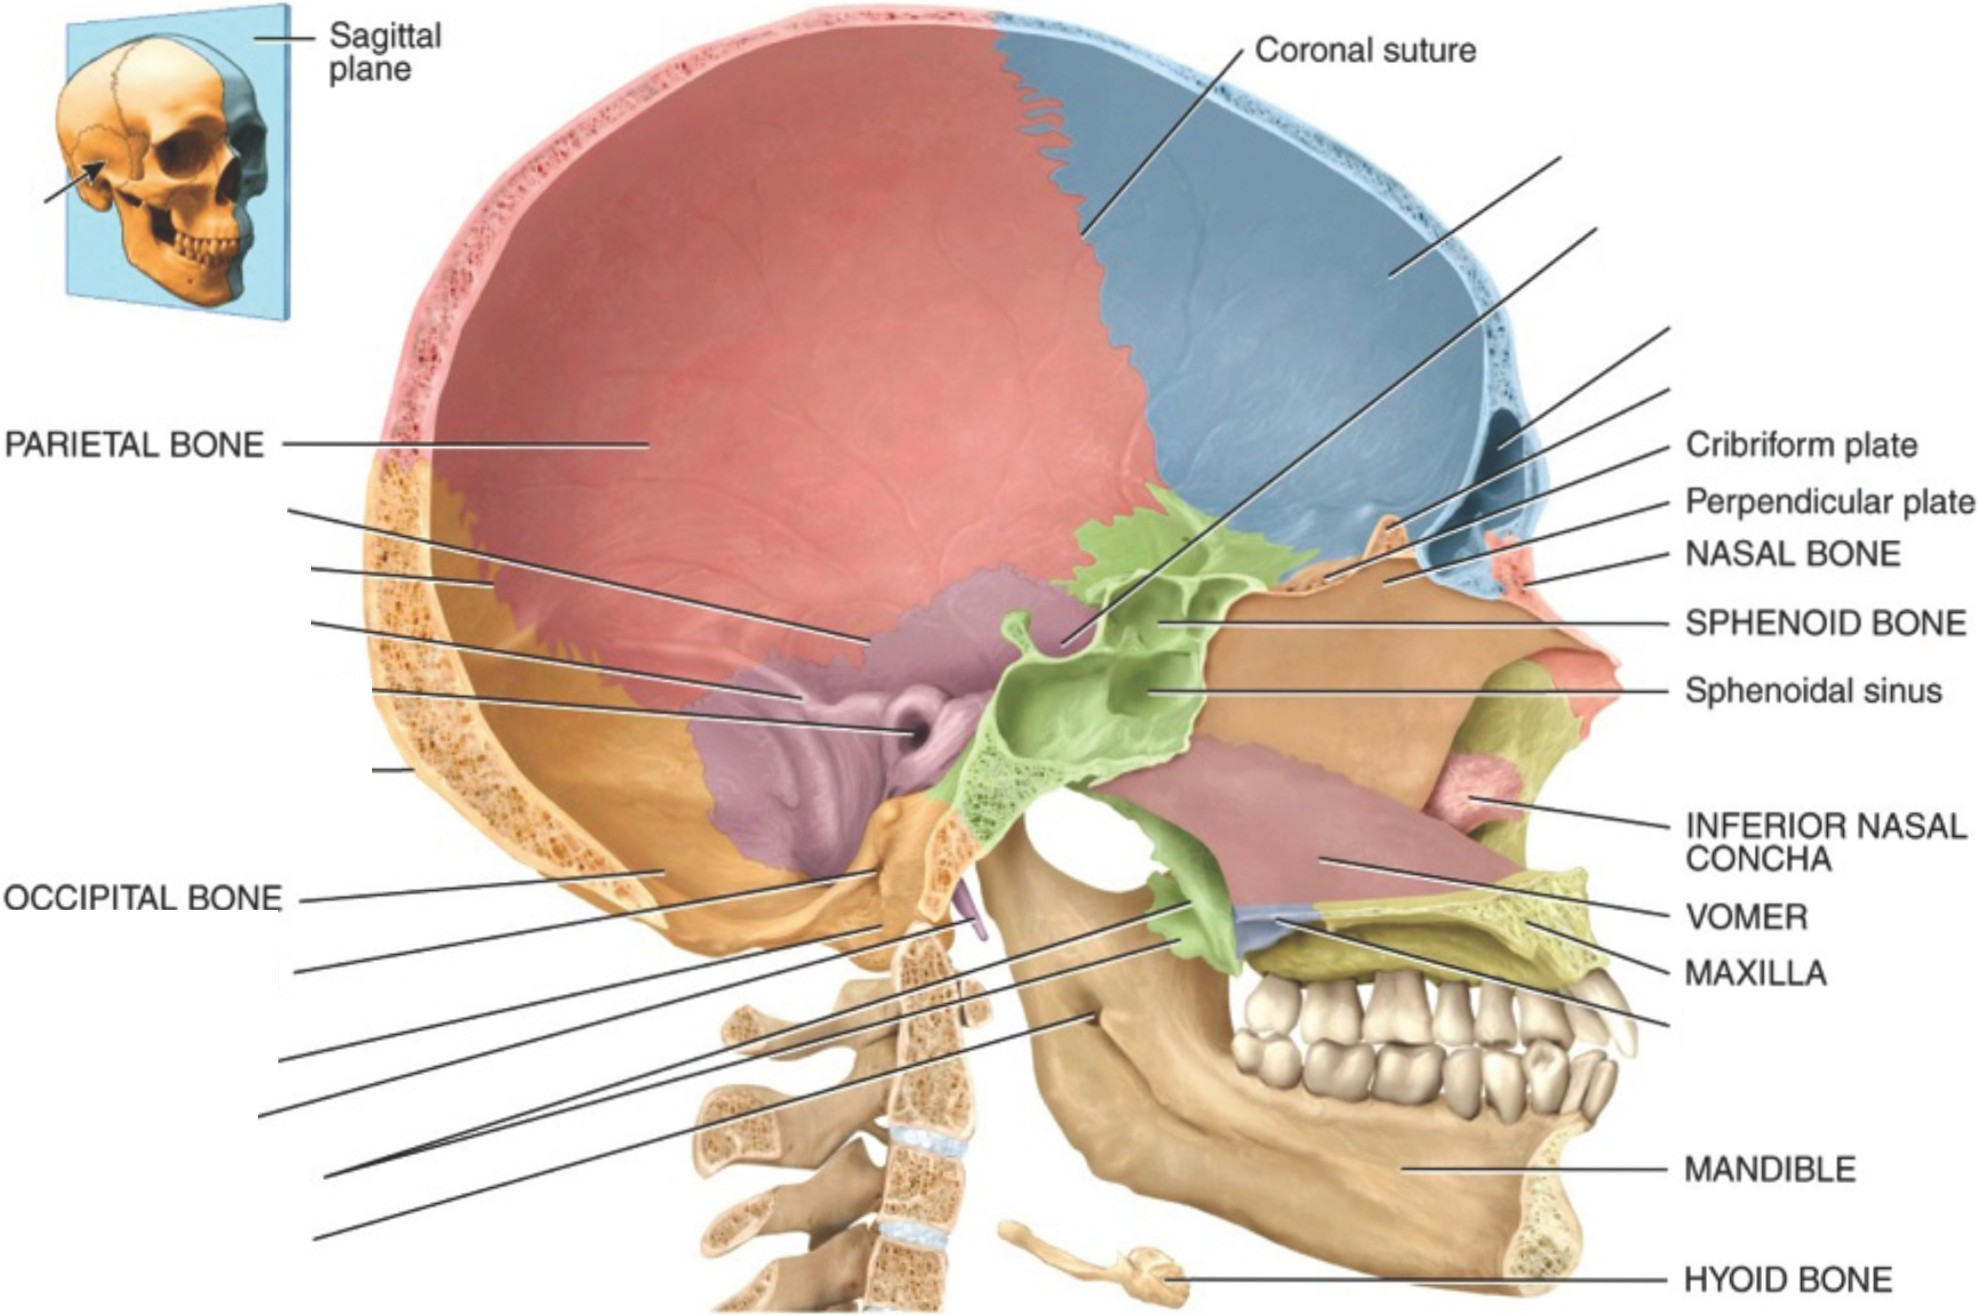 Sagittal
plane
Coronal suture
PARIETAL BONE
Cribriform plate
Perpendicular plate
NASAL BONE
SPHENOID BONE
Sphenoidal sinus
INFERIOR NASAL
CONCHA
OCCIPITAL BONE
VOMER
MAXILLA
MANDIBLE
HYOID BONE